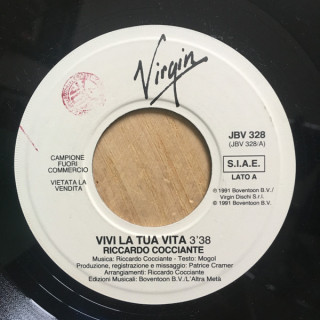 Virgin
JBV 328
(JBV 328/A)
CAMPIONE
FUORI
COMMERCIO
VIETATA LA
VENDITA
S.I.A.E.
LATO A
℗ 1991 Boventoon B.V./
Virgin Dischi S.r.l.
© 1991 Boventoon B.V.
VIVI LA TUA VITA 3'38
RICCARDO COCCIANTE
Musica: Riccardo Cocciante - Testo: Mogol
Produzione, registrazione e missaggio: Patrice Cramer
Arrangiamenti: Riccardo Cocciante
Edizioni Musicali: Boventoon B.V./L'Altra Metà